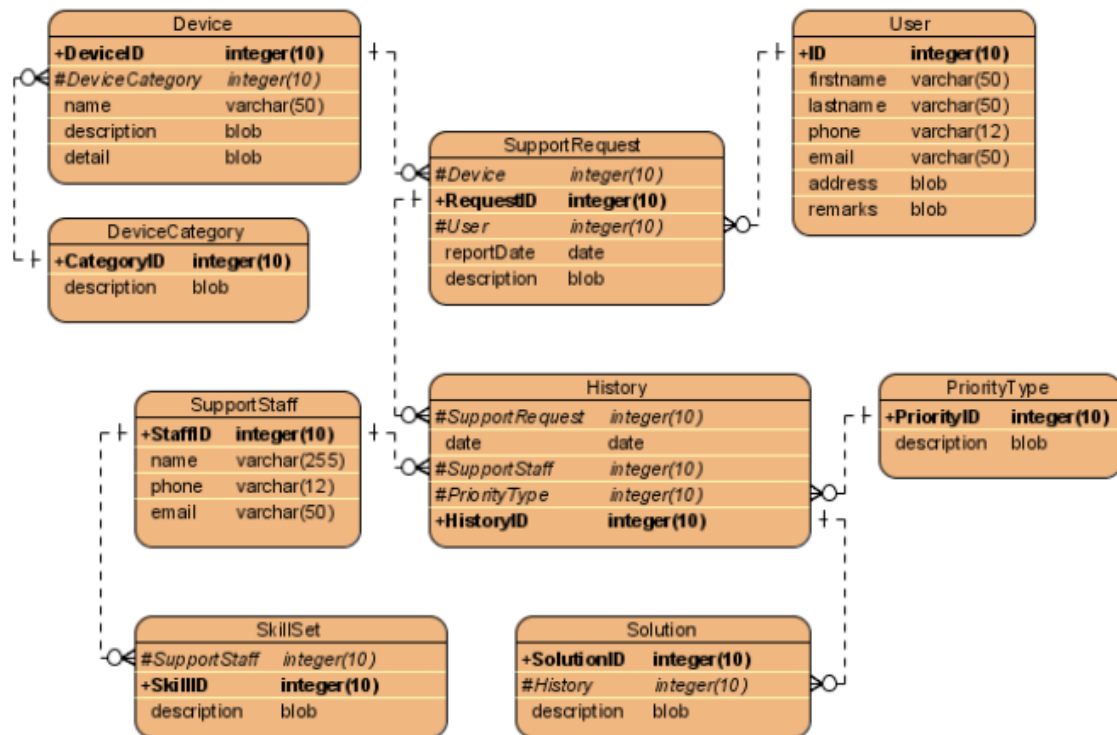 Device
+DeviceID integer(10)
#DeviceCategory integer(10)
name varchar(50)
description blob
detail blob
User
+ID integer(10)
firstname varchar(50)
lastname varchar(50)
phone varchar(12)
email varchar(50)
address blob
remarks blob
SupportRequest
#Device integer(10)
+RequestID integer(10)
#User integer(10)
reportDate date
description blob
DeviceCategory
+CategoryID integer(10)
description blob
SupportStaff
+StaffID integer(10)
name varchar(255)
phone varchar(12)
email varchar(50)
History
#SupportRequest integer(10)
date date
#SupportStaff integer(10)
#PriorityType integer(10)
+HistoryID integer(10)
PriorityType
+PriorityID integer(10)
description blob
SkillSet
#SupportStaff integer(10)
+SkillID integer(10)
description blob
Solution
+SolutionID integer(10)
#History integer(10)
description blob